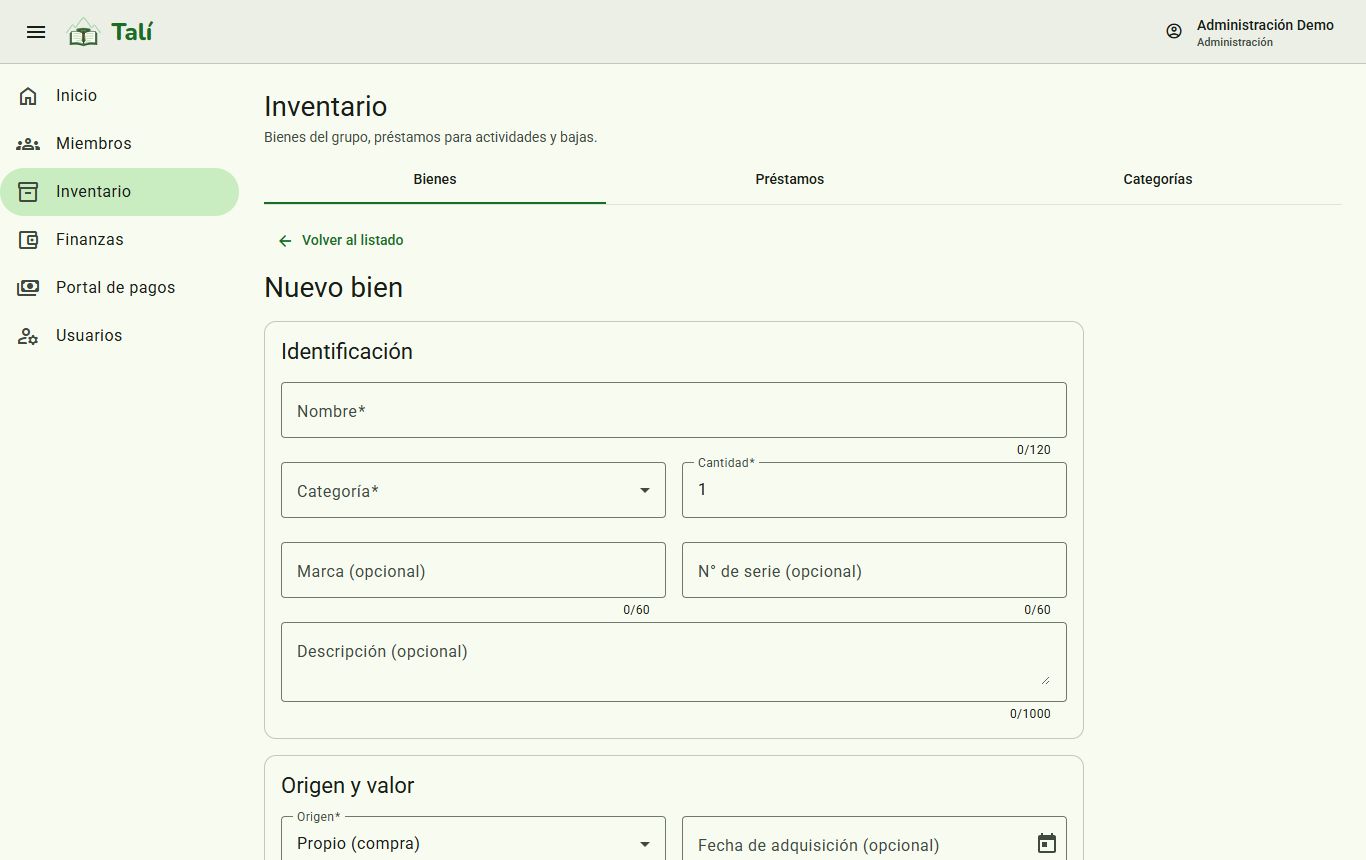 Talí
Administración Demo
Administración
Inicio
Miembros
Inventario
Finanzas
Portal de pagos
Usuarios
Inventario
Bienes del grupo, préstamos para actividades y bajas.
Bienes
Préstamos
Categorías
Volver al listado
Nuevo bien
Identificación
Nombre*
0/120
Categoría*
Cantidad*
1
Marca (opcional)
0/60
N° de serie (opcional)
0/60
Descripción (opcional)
0/1000
Origen y valor
Origen*
Propio (compra)
Fecha de adquisición (opcional)